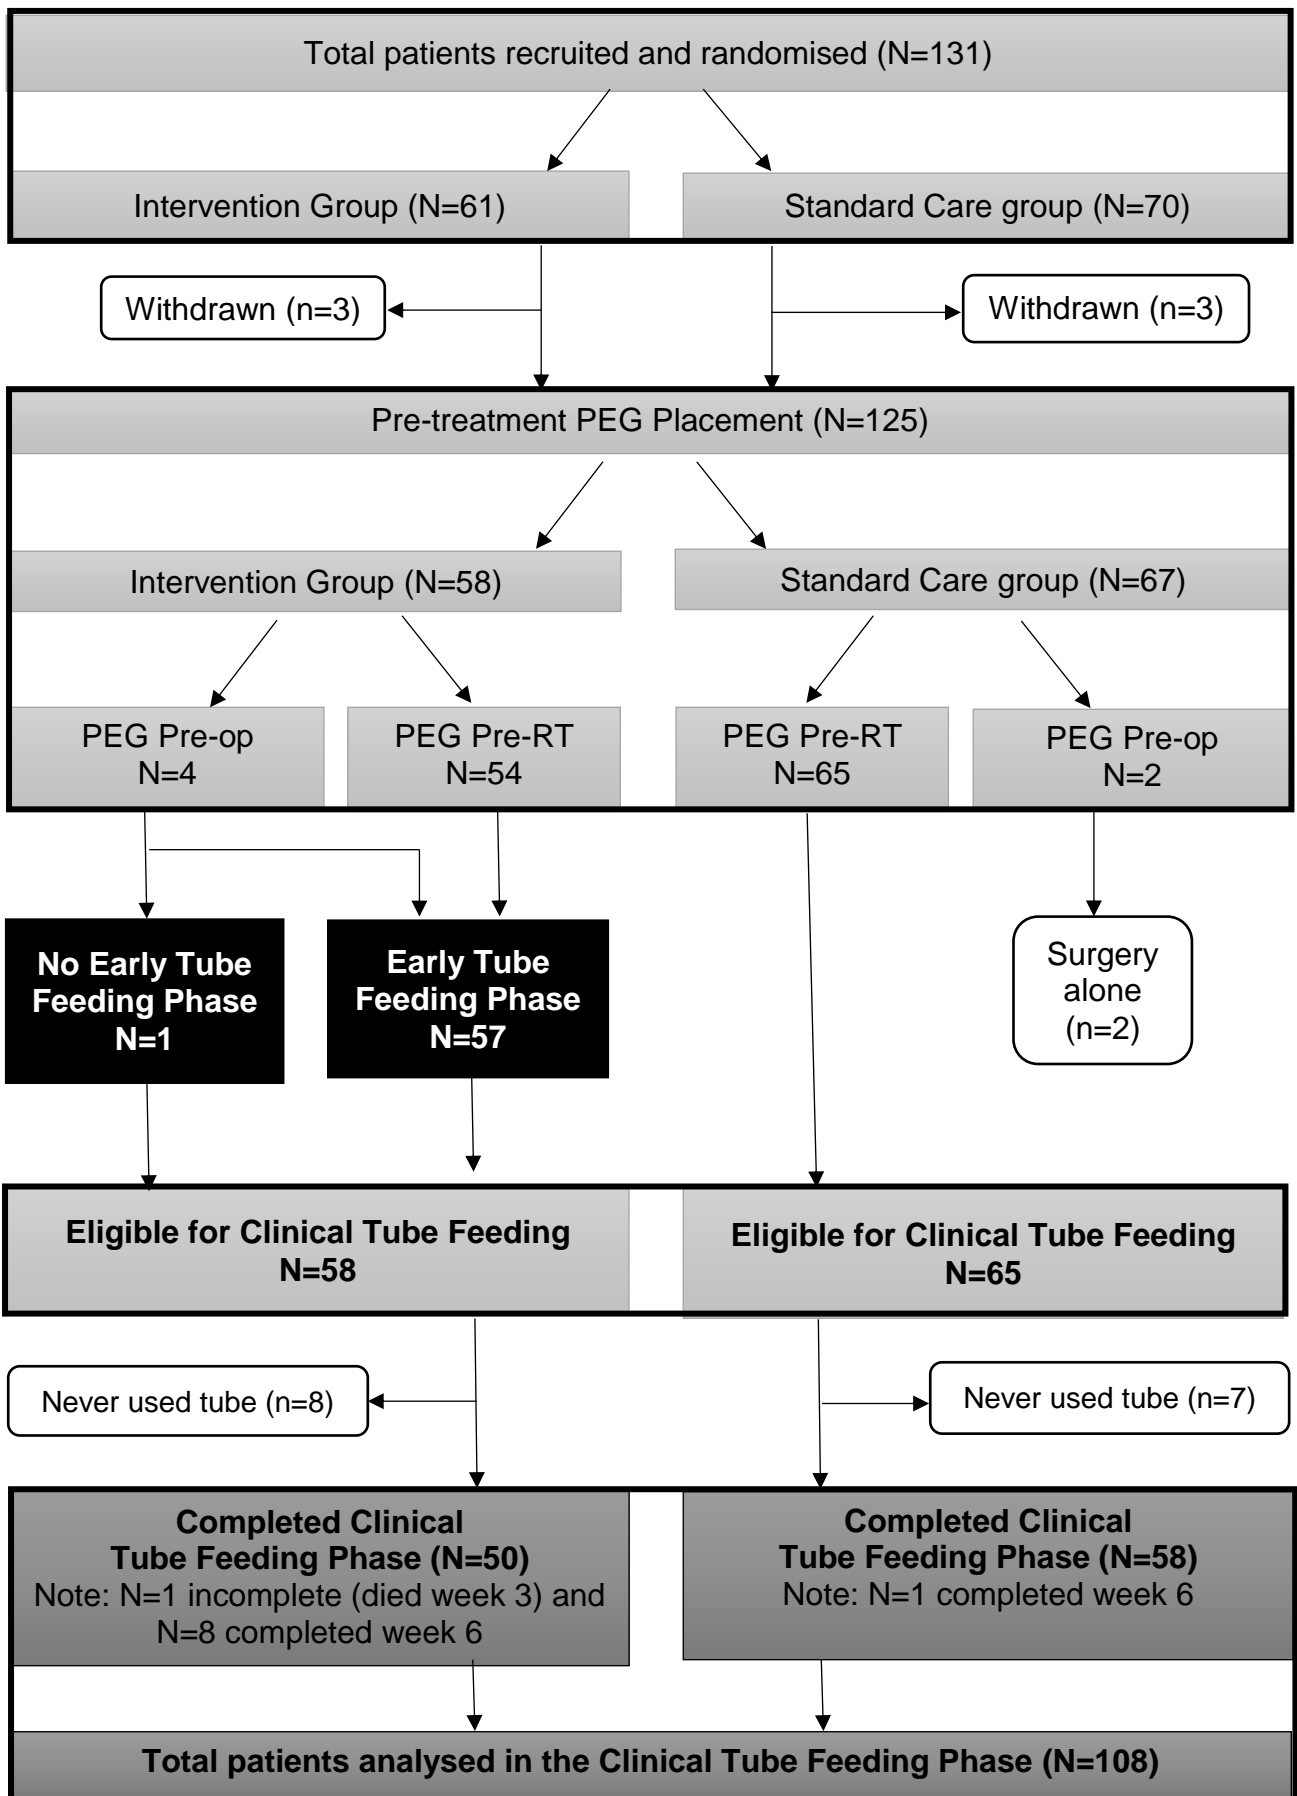 Total patients recruited and randomised (N=131)
Intervention Group (N=61)
Standard Care group (N=70)
Withdrawn (n=3)
Withdrawn (n=3)
Pre-treatment PEG Placement (N=125)
Intervention Group (N=58)
Standard Care group (N=67)
PEG Pre-op
N=4
PEG Pre-RT
N=54
PEG Pre-RT
N=65
PEG Pre-op
N=2
No Early Tube
Feeding Phase
N=1
Early Tube
Feeding Phase
N=57
Surgery
alone
(n=2)
Eligible for Clinical Tube Feeding
N=58
Eligible for Clinical Tube Feeding
N=65
Never used tube (n=8)
Never used tube (n=7)
Completed Clinical
Tube Feeding Phase (N=50)
Note: N=1 incomplete (died week 3) and
N=8 completed week 6
Completed Clinical
Tube Feeding Phase (N=58)
Note: N=1 completed week 6
Total patients analysed in the Clinical Tube Feeding Phase (N=108)